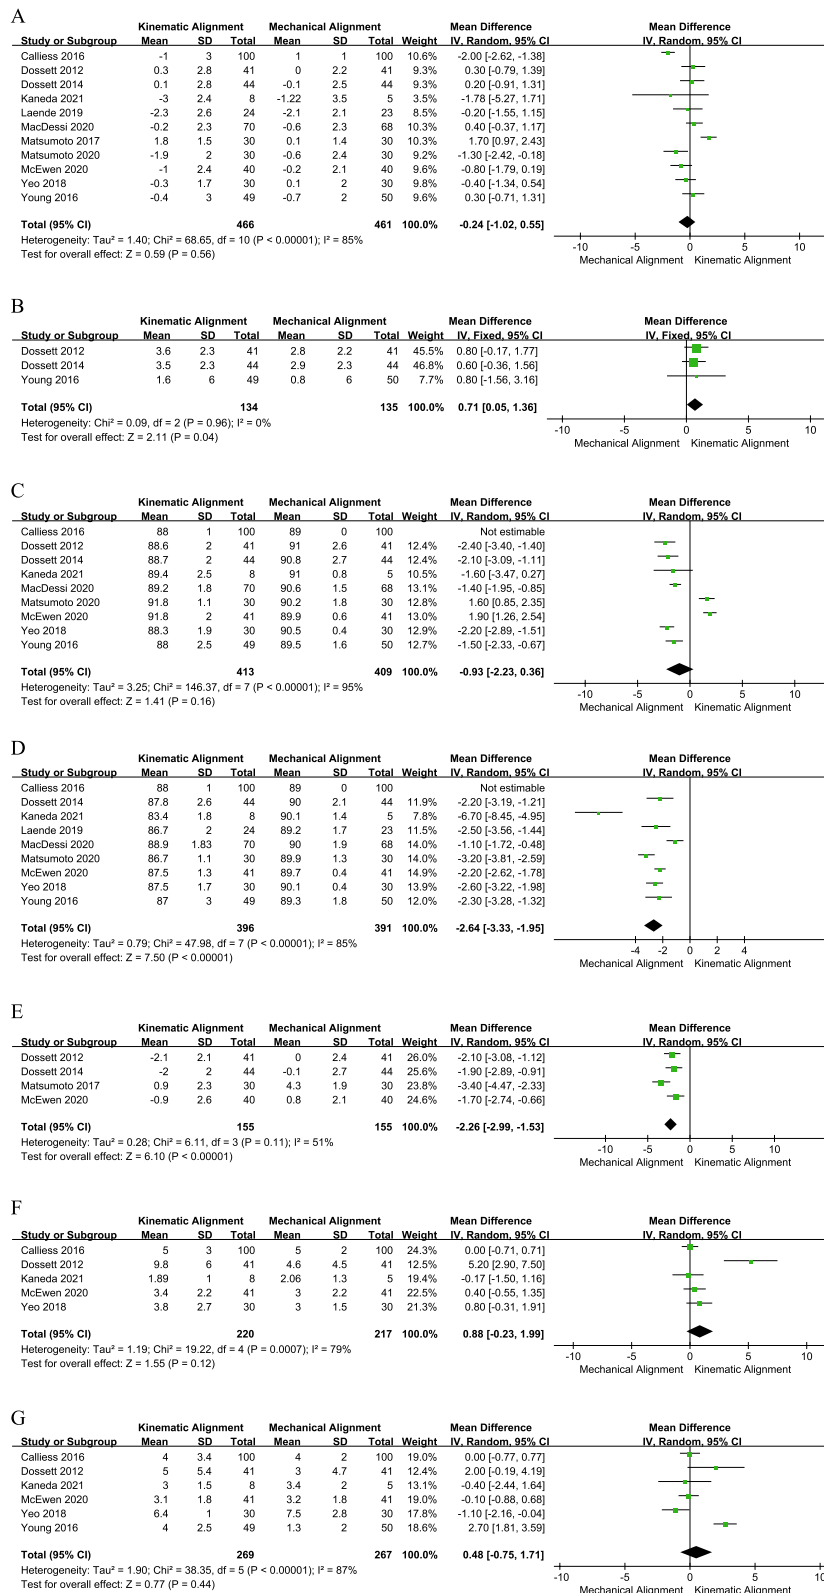 A
Kinematic Alignment Mechanical Alignment Mean Difference Mean Difference
Study or Subgroup Mean SD Total Mean SD Total Weight IV, Random, 95% CI IV, Random, 95% CI
Calliess 2016 -1 3 100 1 1 100 10.6% -2.00 [-2.62, -1.38]
Dossett 2012 0.3 2.8 41 0 2.2 41 9.3% 0.30 [-0.79, 1.39]
Dossett 2014 0.1 2.8 44 -0.1 2.5 44 9.3% 0.20 [-0.91, 1.31]
Kaneda 2021 -3 2.4 8 -1.22 3.5 5 3.5% -1.78 [-5.27, 1.71]
Laende 2019 -2.3 2.6 24 -2.1 2.1 23 8.5% -0.20 [-1.55, 1.15]
MacDessi 2020 -0.2 2.3 70 -0.6 2.3 68 10.3% 0.40 [-0.37, 1.17]
Matsumoto 2017 1.8 1.5 30 0.1 1.4 30 10.3% 1.70 [0.97, 2.43]
Matsumoto 2020 -1.9 2 30 -0.6 2.4 30 9.2% -1.30 [-2.42, -0.18]
McEwen 2020 -1 2.4 40 -0.2 2.1 40 9.6% -0.80 [-1.79, 0.19]
Yeo 2018 -0.3 1.7 30 0.1 2 30 9.8% -0.40 [-1.34, 0.54]
Young 2016 -0.4 3 49 -0.7 2 50 9.6% 0.30 [-0.71, 1.31]
Total (95% CI) 466 461 100.0% -0.24 [-1.02, 0.55]
Heterogeneity: Tau² = 1.40; Chi² = 68.65, df = 10 (P < 0.00001); I² = 85%
Test for overall effect: Z = 0.59 (P = 0.56)
-10 -5 0 5 10
Mechanical Alignment Kinematic Alignment
B
Kinematic Alignment Mechanical Alignment Mean Difference Mean Difference
Study or Subgroup Mean SD Total Mean SD Total Weight IV, Fixed, 95% CI IV, Fixed, 95% CI
Dossett 2012 3.6 2.3 41 2.8 2.2 41 45.5% 0.80 [-0.17, 1.77]
Dossett 2014 3.5 2.3 44 2.9 2.3 44 46.8% 0.60 [-0.36, 1.56]
Young 2016 1.6 6 49 0.8 6 50 7.7% 0.80 [-1.56, 3.16]
Total (95% CI) 134 135 100.0% 0.71 [0.05, 1.36]
Heterogeneity: Chi² = 0.09, df = 2 (P = 0.96); I² = 0%
Test for overall effect: Z = 2.11 (P = 0.04)
-10 -5 0 5 10
Mechanical Alignment Kinematic Alignment
C
Kinematic Alignment Mechanical Alignment Mean Difference Mean Difference
Study or Subgroup Mean SD Total Mean SD Total Weight IV, Random, 95% CI IV, Random, 95% CI
Calliess 2016 88 1 100 89 0 100 Not estimable
Dossett 2012 88.6 2 41 91 2.6 41 12.4% -2.40 [-3.40, -1.40]
Dossett 2014 88.7 2 44 90.8 2.7 44 12.4% -2.10 [-3.09, -1.11]
Kaneda 2021 89.4 2.5 8 91 0.8 5 10.5% -1.60 [-3.47, 0.27]
MacDessi 2020 89.2 1.8 70 90.6 1.5 68 13.1% -1.40 [-1.95, -0.85]
Matsumoto 2020 91.8 1.1 30 90.2 1.8 30 12.8% 1.60 [0.85, 2.35]
McEwen 2020 91.8 2 41 89.9 0.6 41 13.0% 1.90 [1.26, 2.54]
Yeo 2018 88.3 1.9 30 90.5 0.4 30 12.9% -2.20 [-2.89, -1.51]
Young 2016 88 2.5 49 89.5 1.6 50 12.7% -1.50 [-2.33, -0.67]
Total (95% CI) 413 409 100.0% -0.93 [-2.23, 0.36]
Heterogeneity: Tau² = 3.25; Chi² = 146.37, df = 7 (P < 0.00001); I² = 95%
Test for overall effect: Z = 1.41 (P = 0.16)
-10 -5 0 5 10
Mechanical Alignment Kinematic Alignment
D
Kinematic Alignment Mechanical Alignment Mean Difference Mean Difference
Study or Subgroup Mean SD Total Mean SD Total Weight IV, Random, 95% CI IV, Random, 95% CI
Calliess 2016 88 1 100 89 0 100 Not estimable
Dossett 2014 87.8 2.6 44 90 2.1 44 11.9% -2.20 [-3.19, -1.21]
Kaneda 2021 83.4 1.8 8 90.1 1.4 5 7.8% -6.70 [-8.45, -4.95]
Laende 2019 86.7 2 24 89.2 1.7 23 11.5% -2.50 [-3.56, -1.44]
MacDessi 2020 88.9 1.83 70 90 1.9 68 14.0% -1.10 [-1.72, -0.48]
Matsumoto 2020 86.7 1.1 30 89.9 1.3 30 14.0% -3.20 [-3.81, -2.59]
McEwen 2020 87.5 1.3 41 89.7 0.4 41 14.8% -2.20 [-2.62, -1.78]
Yeo 2018 87.5 1.7 30 90.1 0.4 30 13.9% -2.60 [-3.22, -1.98]
Young 2016 87 3 49 89.3 1.8 50 12.0% -2.30 [-3.28, -1.32]
Total (95% CI) 396 391 100.0% -2.64 [-3.33, -1.95]
Heterogeneity: Tau² = 0.79; Chi² = 47.98, df = 7 (P < 0.00001); I² = 85%
Test for overall effect: Z = 7.50 (P < 0.00001)
-4 -2 0 2 4
Mechanical Alignment Kinematic Alignment
E
Kinematic Alignment Mechanical Alignment Mean Difference Mean Difference
Study or Subgroup Mean SD Total Mean SD Total Weight IV, Random, 95% CI IV, Random, 95% CI
Dossett 2012 -2.1 2.1 41 0 2.4 41 26.0% -2.10 [-3.08, -1.12]
Dossett 2014 -2 2 44 -0.1 2.7 44 25.6% -1.90 [-2.89, -0.91]
Matsumoto 2017 0.9 2.3 30 4.3 1.9 30 23.8% -3.40 [-4.47, -2.33]
McEwen 2020 -0.9 2.6 40 0.8 2.1 40 24.6% -1.70 [-2.74, -0.66]
Total (95% CI) 155 155 100.0% -2.26 [-2.99, -1.53]
Heterogeneity: Tau² = 0.28; Chi² = 6.11, df = 3 (P = 0.11); I² = 51%
Test for overall effect: Z = 6.10 (P < 0.00001)
-10 -5 0 5 10
Mechanical Alignment Kinematic Alignment
F
Kinematic Alignment Mechanical Alignment Mean Difference Mean Difference
Study or Subgroup Mean SD Total Mean SD Total Weight IV, Random, 95% CI IV, Random, 95% CI
Calliess 2016 5 3 100 5 2 100 24.3% 0.00 [-0.71, 0.71]
Dossett 2012 9.8 6 41 4.6 4.5 41 12.5% 5.20 [2.90, 7.50]
Kaneda 2021 1.89 1 8 2.06 1.3 5 19.4% -0.17 [-1.50, 1.16]
McEwen 2020 3.4 2.2 41 3 2.2 41 22.5% 0.40 [-0.55, 1.35]
Yeo 2018 3.8 2.7 30 3 1.5 30 21.3% 0.80 [-0.31, 1.91]
Total (95% CI) 220 217 100.0% 0.88 [-0.23, 1.99]
Heterogeneity: Tau² = 1.19; Chi² = 19.22, df = 4 (P = 0.0007); I² = 79%
Test for overall effect: Z = 1.55 (P = 0.12)
-10 -5 0 5 10
Mechanical Alignment Kinematic Alignment
G
Kinematic Alignment Mechanical Alignment Mean Difference Mean Difference
Study or Subgroup Mean SD Total Mean SD Total Weight IV, Random, 95% CI IV, Random, 95% CI
Calliess 2016 4 3.4 100 4 2 100 19.0% 0.00 [-0.77, 0.77]
Dossett 2012 5 5.4 41 3 4.7 41 12.4% 2.00 [-0.19, 4.19]
Kaneda 2021 3 1.5 8 3.4 2 5 13.1% -0.40 [-2.44, 1.64]
McEwen 2020 3.1 1.8 41 3.2 1.8 41 19.0% -0.10 [-0.88, 0.68]
Yeo 2018 6.4 1 30 7.5 2.8 30 17.8% -1.10 [-2.16, -0.04]
Young 2016 4 2.5 49 1.3 2 50 18.6% 2.70 [1.81, 3.59]
Total (95% CI) 269 267 100.0% 0.48 [-0.75, 1.71]
Heterogeneity: Tau² = 1.90; Chi² = 38.35, df = 5 (P < 0.00001); I² = 87%
Test for overall effect: Z = 0.77 (P = 0.44)
-10 -5 0 5 10
Mechanical Alignment Kinematic Alignment